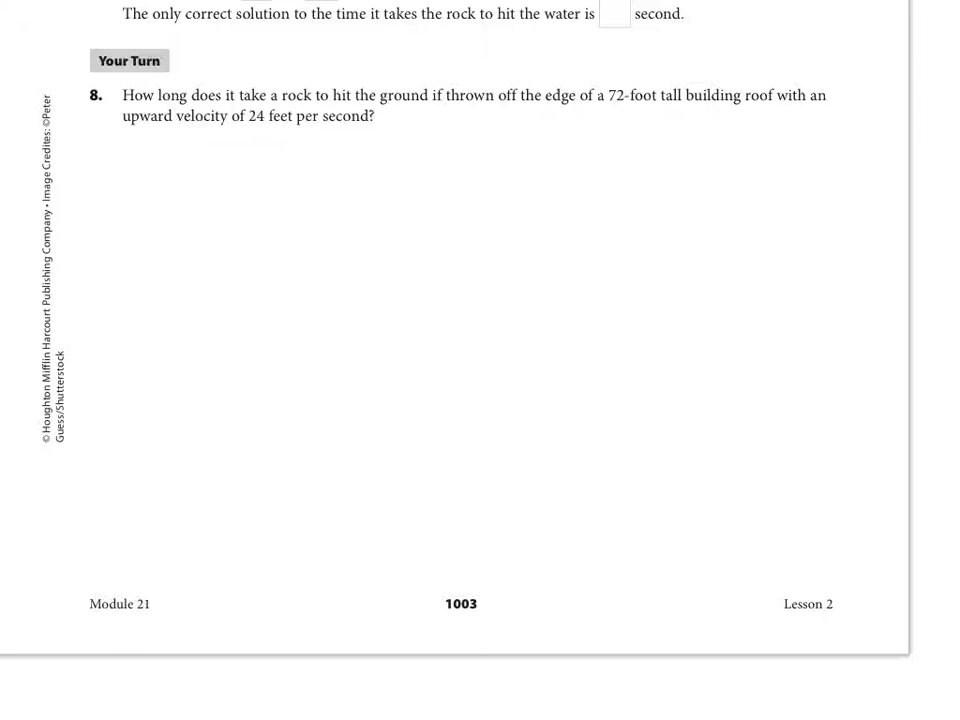 The only correct solution to the time it takes the rock to hit the water is second.
Your Turn
8. How long does it take a rock to hit the ground if thrown off the edge of a 72-foot tall building roof with an
upward velocity of 24 feet per second?
© Houghton Mifflin Harcourt Publishing Company • Image Credites: ©Peter
Guess/Shutterstock
Module 21 1003 Lesson 2